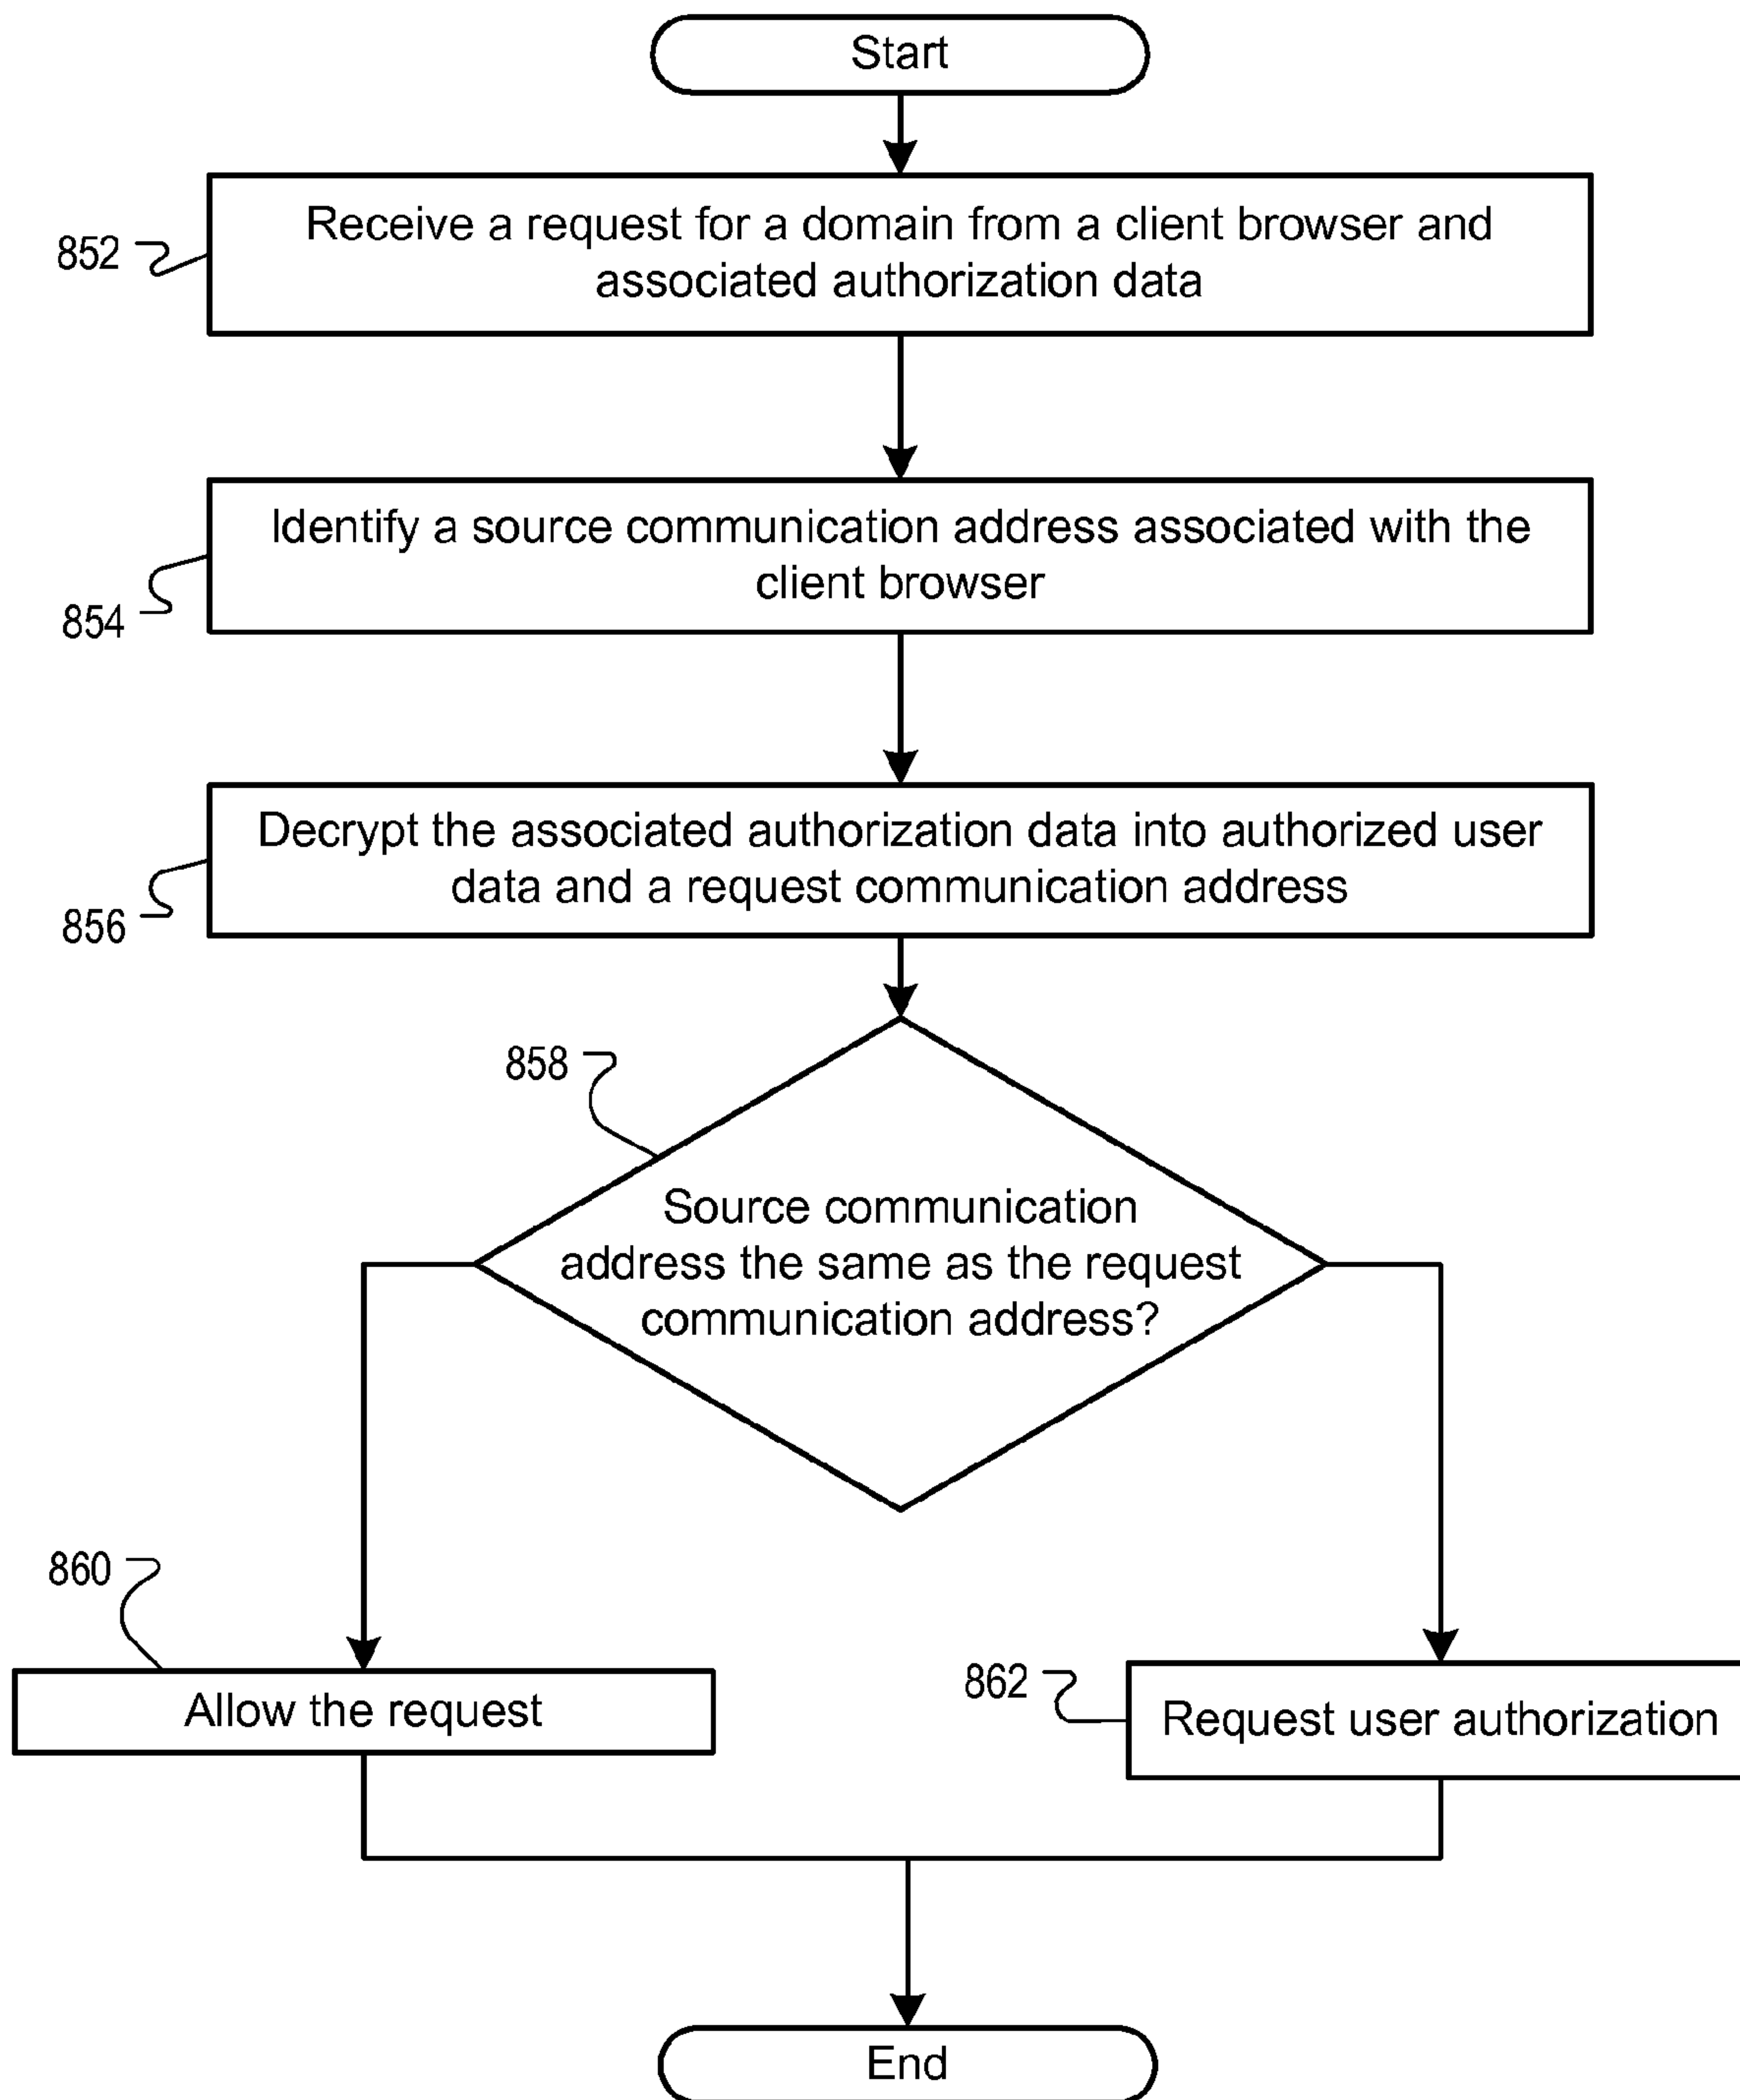 Start
852
Receive a request for a domain from a client browser and
associated authorization data
Identify a source communication address associated with the
client browser
854
Decrypt the associated authorization data into authorized user
data and a request communication address
856
858
Source communication
address the same as the request
communication address?
860
Allow the request
862
Request user authorization
End